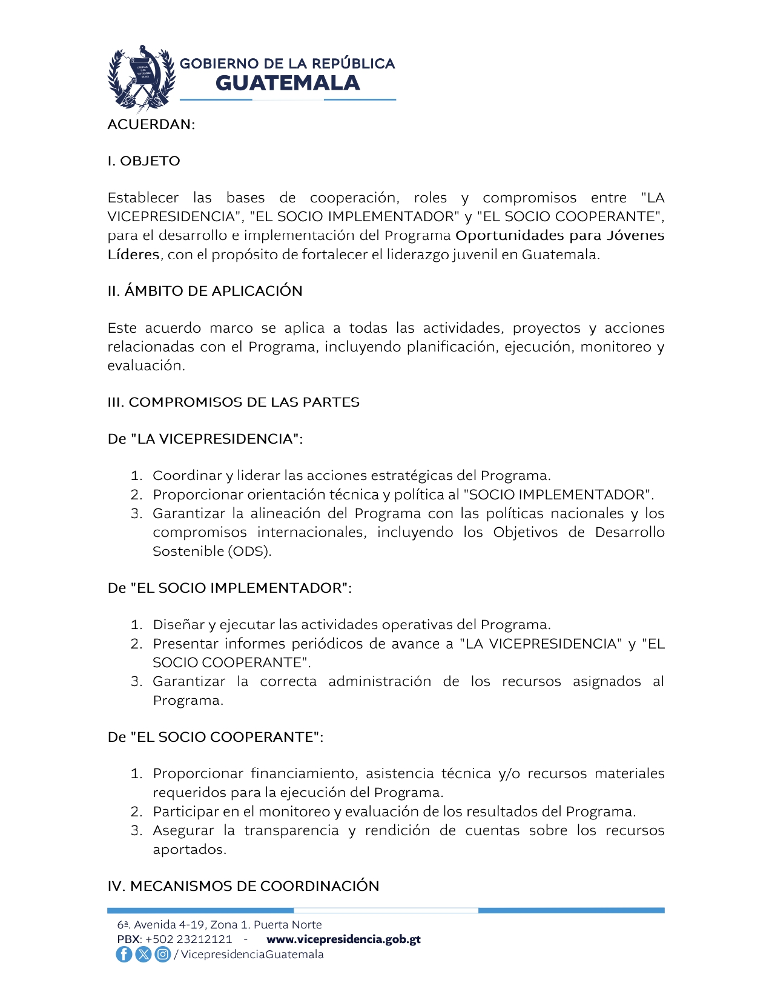 GOBIERNO DE LA REPÚBLICA
GUATEMALA
ACUERDAN:
I. OBJETO
Establecer las bases de cooperación, roles y compromisos entre "LA
VICEPRESIDENCIA", "EL SOCIO IMPLEMENTADOR" y "EL SOCIO COOPERANTE",
para el desarrollo e implementación del Programa Oportunidades para Jóvenes
Líderes, con el propósito de fortalecer el liderazgo juvenil en Guatemala.
II. ÁMBITO DE APLICACIÓN
Este acuerdo marco se aplica a todas las actividades, proyectos y acciones
relacionadas con el Programa, incluyendo planificación, ejecución, monitoreo y
evaluación.
III. COMPROMISOS DE LAS PARTES
De "LA VICEPRESIDENCIA":
1. Coordinar y liderar las acciones estratégicas del Programa.
2. Proporcionar orientación técnica y política al "SOCIO IMPLEMENTADOR".
3. Garantizar la alineación del Programa con las políticas nacionales y los
compromisos internacionales, incluyendo los Objetivos de Desarrollo
Sostenible (ODS).
De "EL SOCIO IMPLEMENTADOR":
1. Diseñar y ejecutar las actividades operativas del Programa.
2. Presentar informes periódicos de avance a "LA VICEPRESIDENCIA" y "EL
SOCIO COOPERANTE".
3. Garantizar la correcta administración de los recursos asignados al
Programa.
De "EL SOCIO COOPERANTE":
1. Proporcionar financiamiento, asistencia técnica y/o recursos materiales
requeridos para la ejecución del Programa.
2. Participar en el monitoreo y evaluación de los resultados del Programa.
3. Asegurar la transparencia y rendición de cuentas sobre los recursos
aportados.
IV. MECANISMOS DE COORDINACIÓN
6ª. Avenida 4-19, Zona 1. Puerta Norte
PBX: +502 23212121 - www.vicepresidencia.gob.gt
/ VicepresidenciaGuatemala